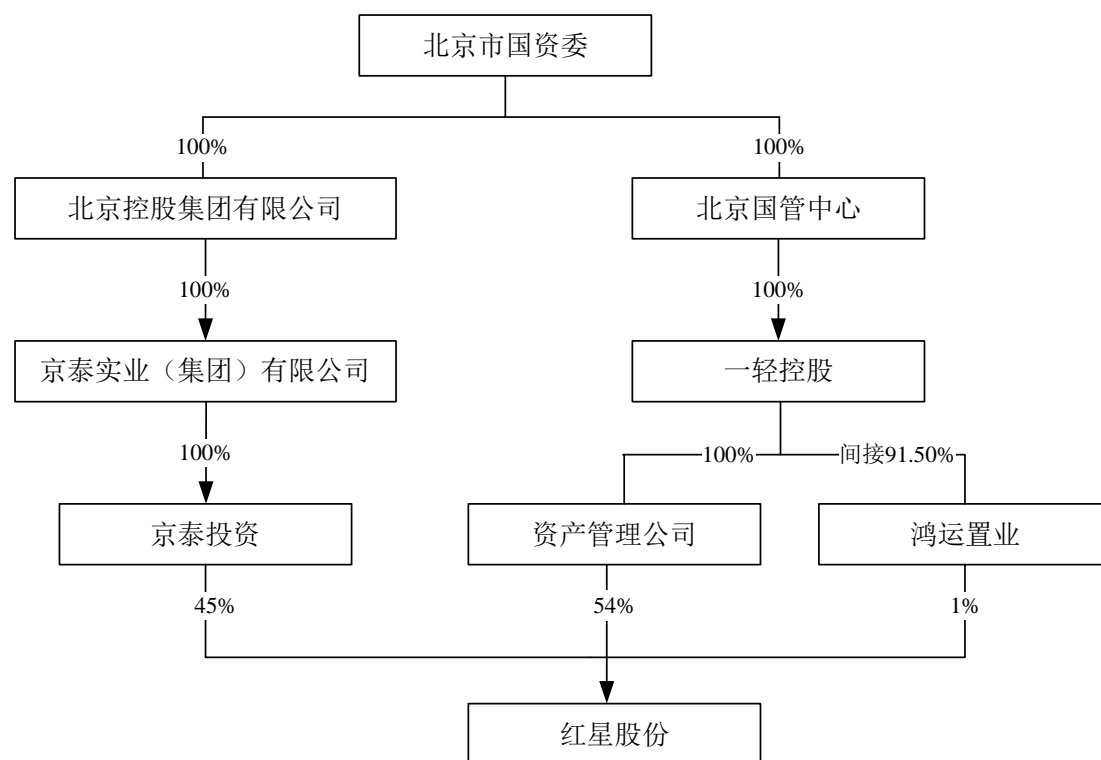 北京市国资委
100%
100%
北京控股集团有限公司
北京国管中心
100%
100%
京泰实业（集团）有限公司
一轻控股
100%
100%
间接91.50%
京泰投资
资产管理公司
鸿运置业
45%
54%
1%
红星股份